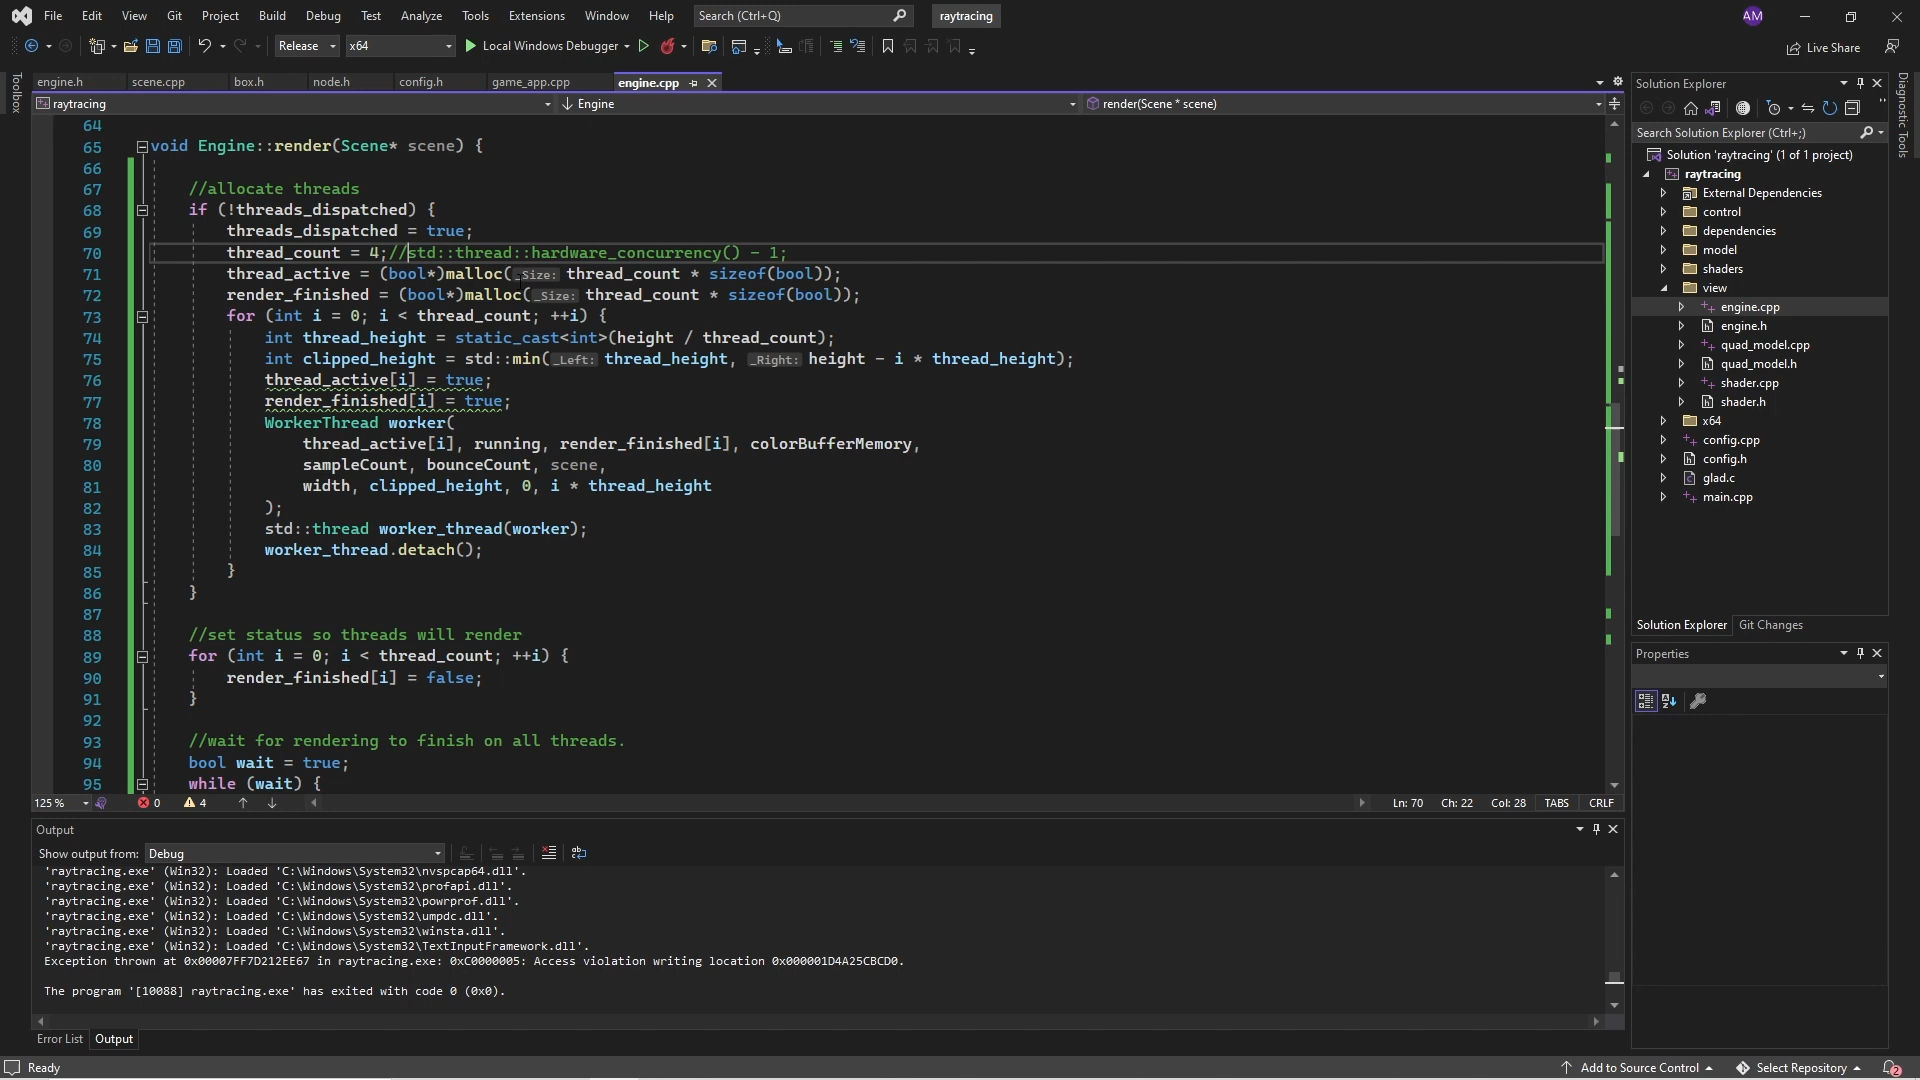 File Edit View Git Project Build Debug Test Analyze Tools Extensions Window Help Search (Ctrl+Q) raytracing AM
Release x64 Local Windows Debugger Live Share
Toolbox
engine.h scene.cpp box.h node.h config.h game_app.cpp engine.cpp
raytracing Engine render(Scene * scene)
64
65 void Engine::render(Scene* scene) {
66
67 //allocate threads
68 if (!threads_dispatched) {
69 threads_dispatched = true;
70 thread_count = 4;//std::thread::hardware_concurrency() - 1;
71 thread_active = (bool*)malloc(_Size: thread_count * sizeof(bool));
72 render_finished = (bool*)malloc(_Size: thread_count * sizeof(bool));
73 for (int i = 0; i < thread_count; ++i) {
74 int thread_height = static_cast<int>(height / thread_count);
75 int clipped_height = std::min(_Left: thread_height, _Right: height - i * thread_height);
76 thread_active[i] = true;
77 render_finished[i] = true;
78 WorkerThread worker(
79 thread_active[i], running, render_finished[i], colorBufferMemory,
80 sampleCount, bounceCount, scene,
81 width, clipped_height, 0, i * thread_height
82 );
83 std::thread worker_thread(worker);
84 worker_thread.detach();
85 }
86 }
87
88 //set status so threads will render
89 for (int i = 0; i < thread_count; ++i) {
90 render_finished[i] = false;
91 }
92
93 //wait for rendering to finish on all threads.
94 bool wait = true;
95 while (wait) {
125 % 0 4 Ln: 70 Ch: 22 Col: 28 TABS CRLF
Output
Show output from: Debug
'raytracing.exe' (Win32): Loaded 'C:\Windows\System32\nvspcap64.dll'.
'raytracing.exe' (Win32): Loaded 'C:\Windows\System32\profapi.dll'.
'raytracing.exe' (Win32): Loaded 'C:\Windows\System32\powrprof.dll'.
'raytracing.exe' (Win32): Loaded 'C:\Windows\System32\umpdc.dll'.
'raytracing.exe' (Win32): Loaded 'C:\Windows\System32\winsta.dll'.
'raytracing.exe' (Win32): Loaded 'C:\Windows\System32\TextInputFramework.dll'.
Exception thrown at 0x00007FF7D212EE67 in raytracing.exe: 0xC0000005: Access violation writing location 0x000001D4A25CBCD0.
The program '[10088] raytracing.exe' has exited with code 0 (0x0).
Error List Output
Solution Explorer
Search Solution Explorer (Ctrl+;)
Solution 'raytracing' (1 of 1 project)
raytracing
External Dependencies
control
dependencies
model
shaders
view
engine.cpp
engine.h
quad_model.cpp
quad_model.h
shader.cpp
shader.h
x64
config.cpp
config.h
glad.c
main.cpp
Solution Explorer Git Changes
Properties
Diagnostic Tools
Ready Add to Source Control Select Repository 2